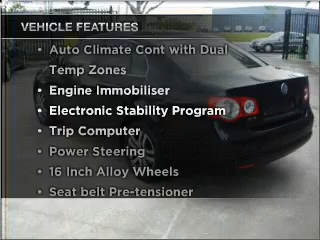 VEHICLE FEATURES
• Auto Climate Cont with Dual
Temp Zones
• Engine Immobiliser
• Electronic Stability Program
• Trip Computer
• Power Steering
• 16 Inch Alloy Wheels
• Seat belt Pre-tensioner